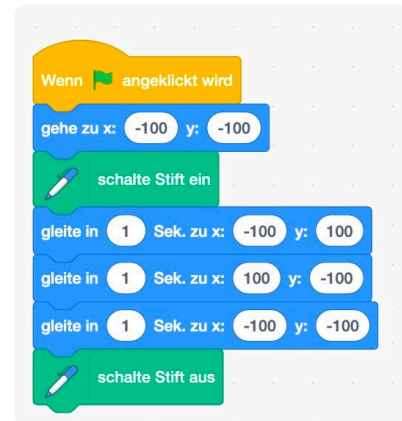 Wenn angeklickt wird
gehe zu x: -100 y: -100
schalte Stift ein
gleite in 1 Sek. zu x: -100 y: 100
gleite in 1 Sek. zu x: 100 y: -100
gleite in 1 Sek. zu x: -100 y: -100
schalte Stift aus